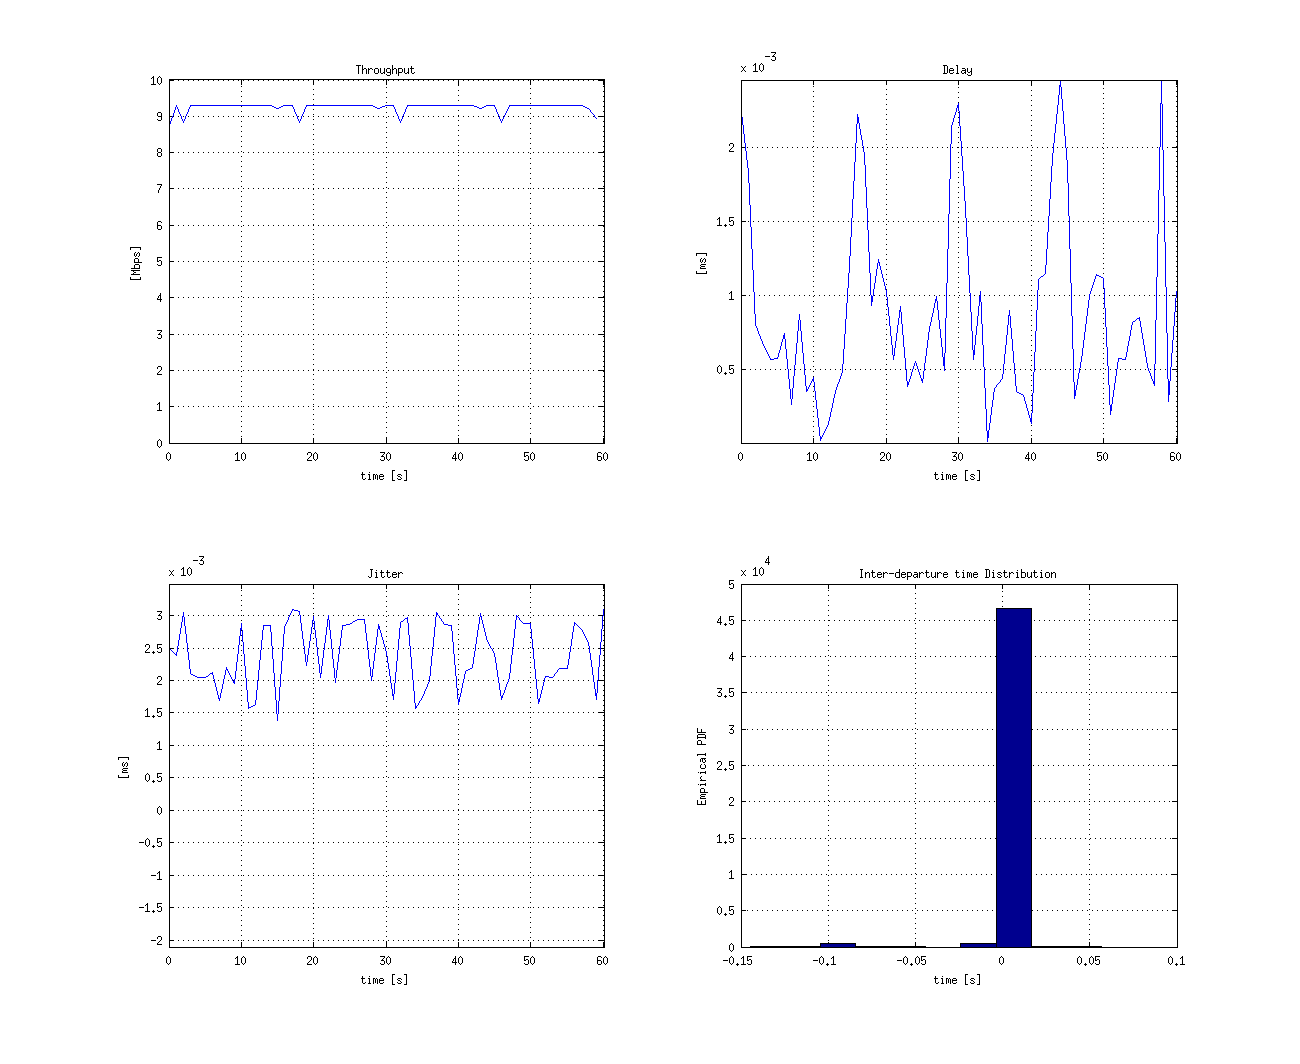 Throughput
10
9
8
7
6
5
4
3
2
1
0
[Mbps]
0 10 20 30 40 50 60
time [s]
x 10^-3
Delay
2
1.5
1
0.5
[ms]
0 10 20 30 40 50 60
time [s]
x 10^-3
Jitter
3
2.5
2
1.5
1
0.5
0
-0.5
-1
-1.5
-2
[ms]
0 10 20 30 40 50 60
time [s]
x 10^4
Inter-departure time Distribution
5
4.5
4
3.5
3
2.5
2
1.5
1
0.5
0
Empirical PDF
-0.15 -0.1 -0.05 0 0.05 0.1
time [s]